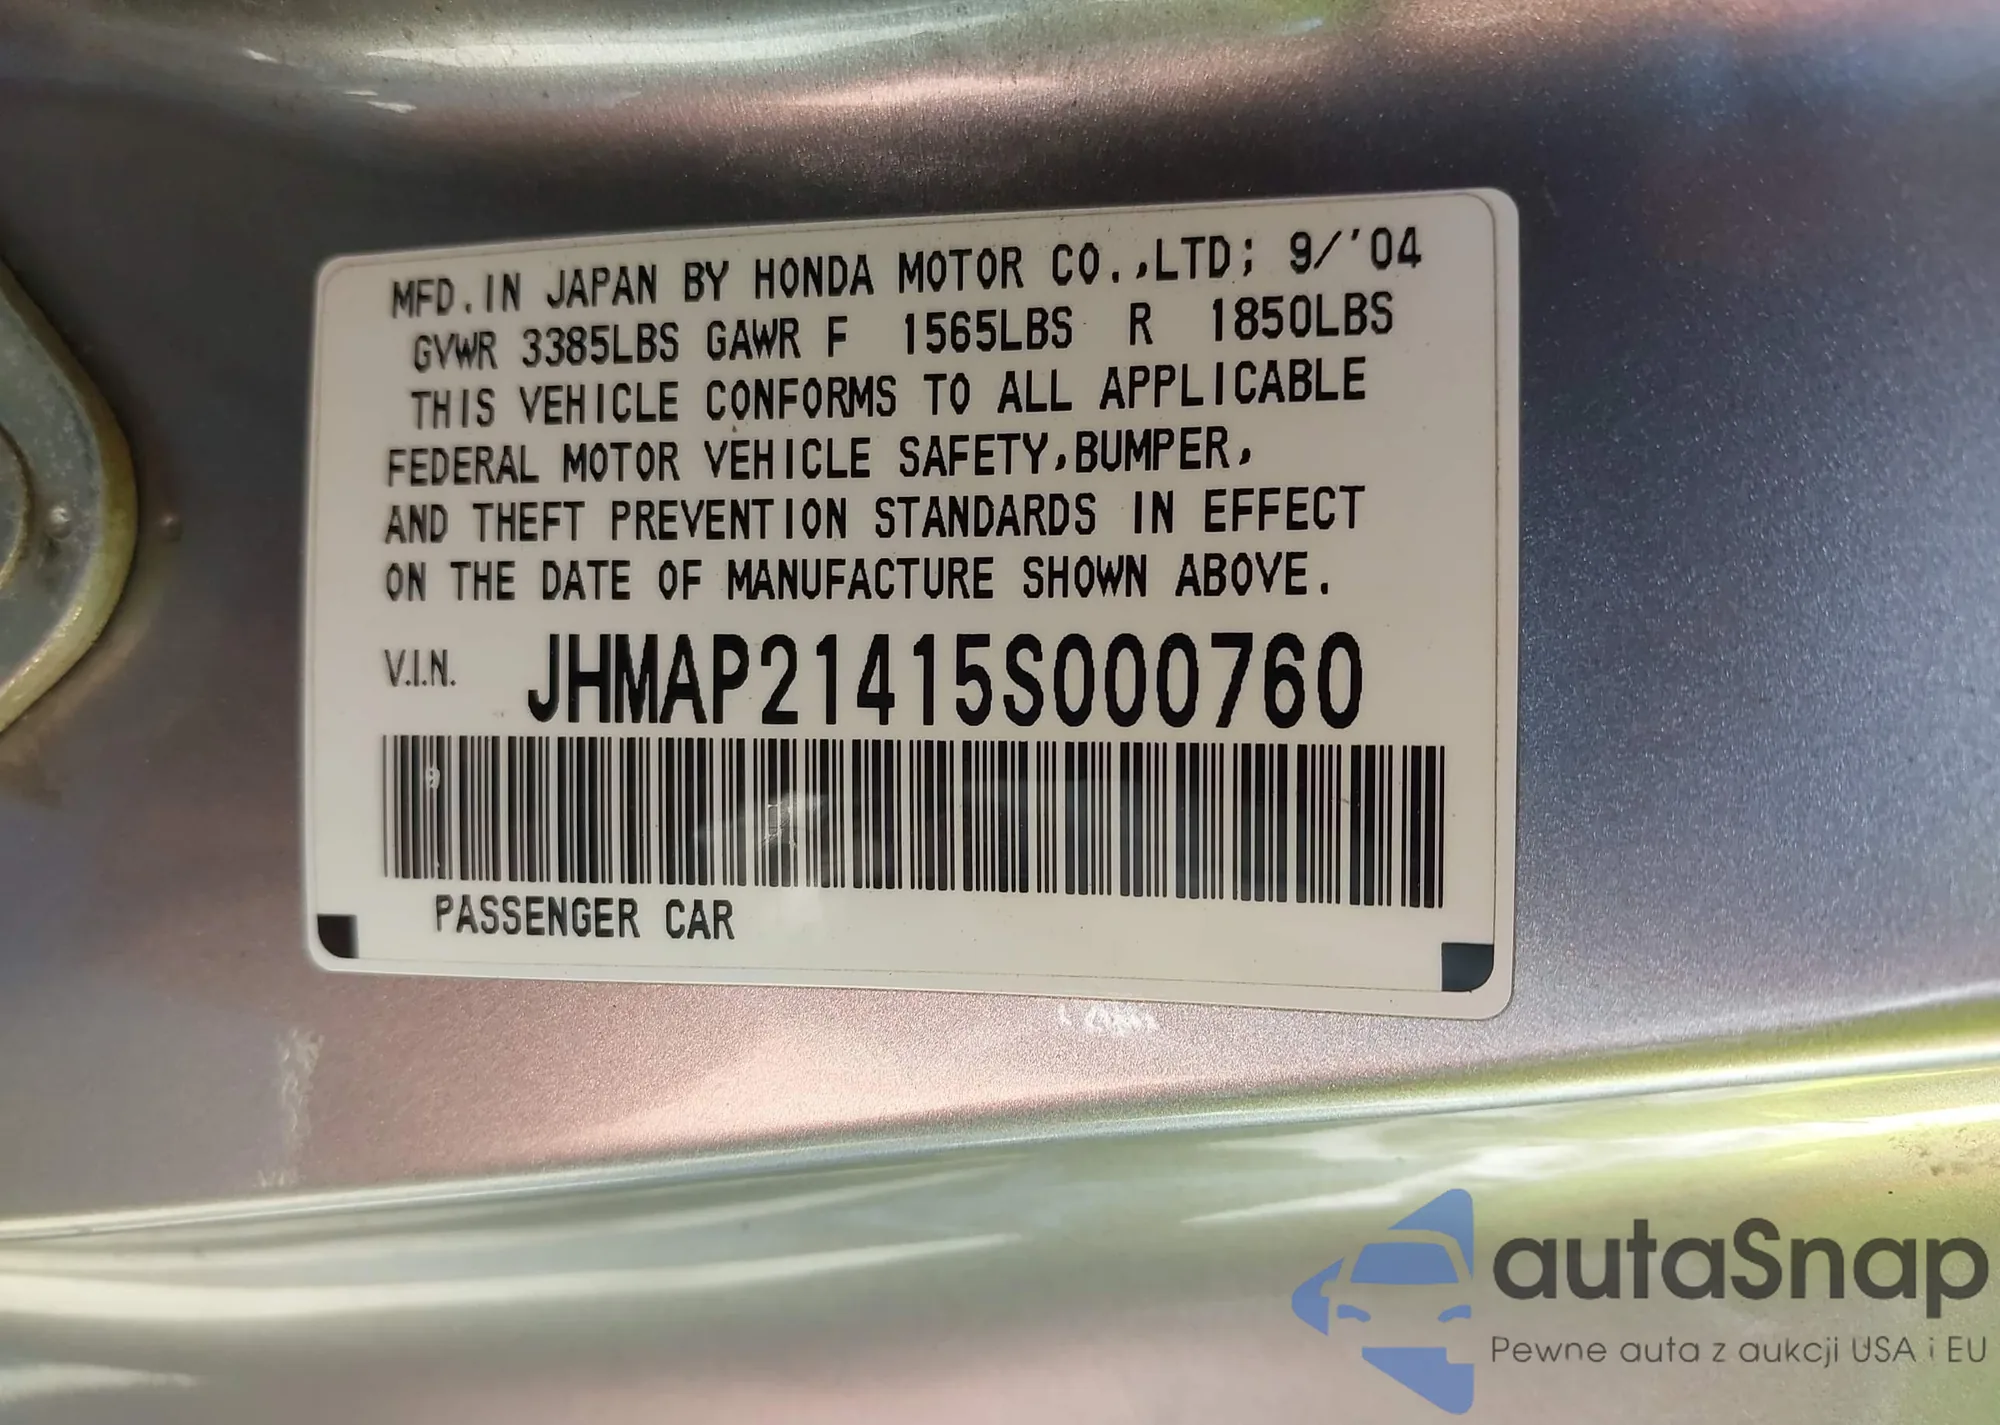 MFD. IN JAPAN BY HONDA MOTOR CO.,LTD; 9/'04
GVWR 3385LBS GAWR F 1565LBS R 1850LBS
THIS VEHICLE CONFORMS TO ALL APPLICABLE
FEDERAL MOTOR VEHICLE SAFETY, BUMPER,
AND THEFT PREVENTION STANDARDS IN EFFECT
ON THE DATE OF MANUFACTURE SHOWN ABOVE.
V.I.N. JHMAP21415S000760
PASSENGER CAR
autaSnap
Pewne auta z aukcji USA i EU